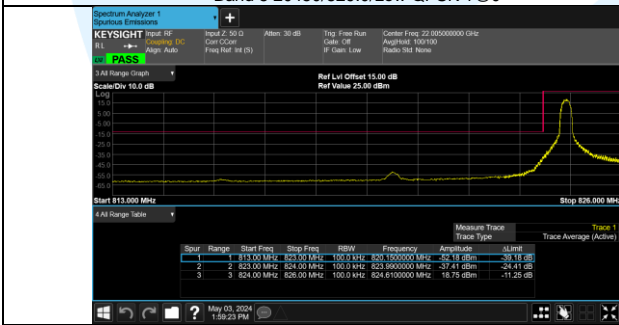 Spectrum Analyzer 1
Spurious Emissions
KEYSIGHT
R L
Input: RF
Coupling: DC
Align: Auto
Input Z: 50 Ω
Corr CCorr
Freq Ref: Int (S)
Atten: 30 dB
Trig: Free Run
Gate: Off
IF Gain: Low
Center Freq: 22.005000000 GHz
Avg|Hold: 100/100
Radio Std: None
PASS
3 All Range Graph
Scale/Div 10.0 dB
Ref Lvl Offset 15.00 dB
Ref Value 25.00 dBm
Log
15.0
5.00
-5.00
-15.0
-25.0
-35.0
-45.0
-55.0
-65.0
Start 813.000 MHz
Stop 826.000 MHz
4 All Range Table
Measure Trace Trace 1
Trace Type Trace Average (Active)
Spur Range Start Freq Stop Freq RBW Frequency Amplitude ΔLimit
1 1 813.00 MHz 823.00 MHz 100.0 kHz 820.1500000 MHz -52.18 dBm -39.18 dB
2 2 823.00 MHz 824.00 MHz 100.0 kHz 823.9900000 MHz -37.41 dBm -24.41 dB
3 3 824.00 MHz 826.00 MHz 100.0 kHz 824.6100000 MHz 18.75 dBm -11.25 dB
May 03, 2024
1:59:23 PM